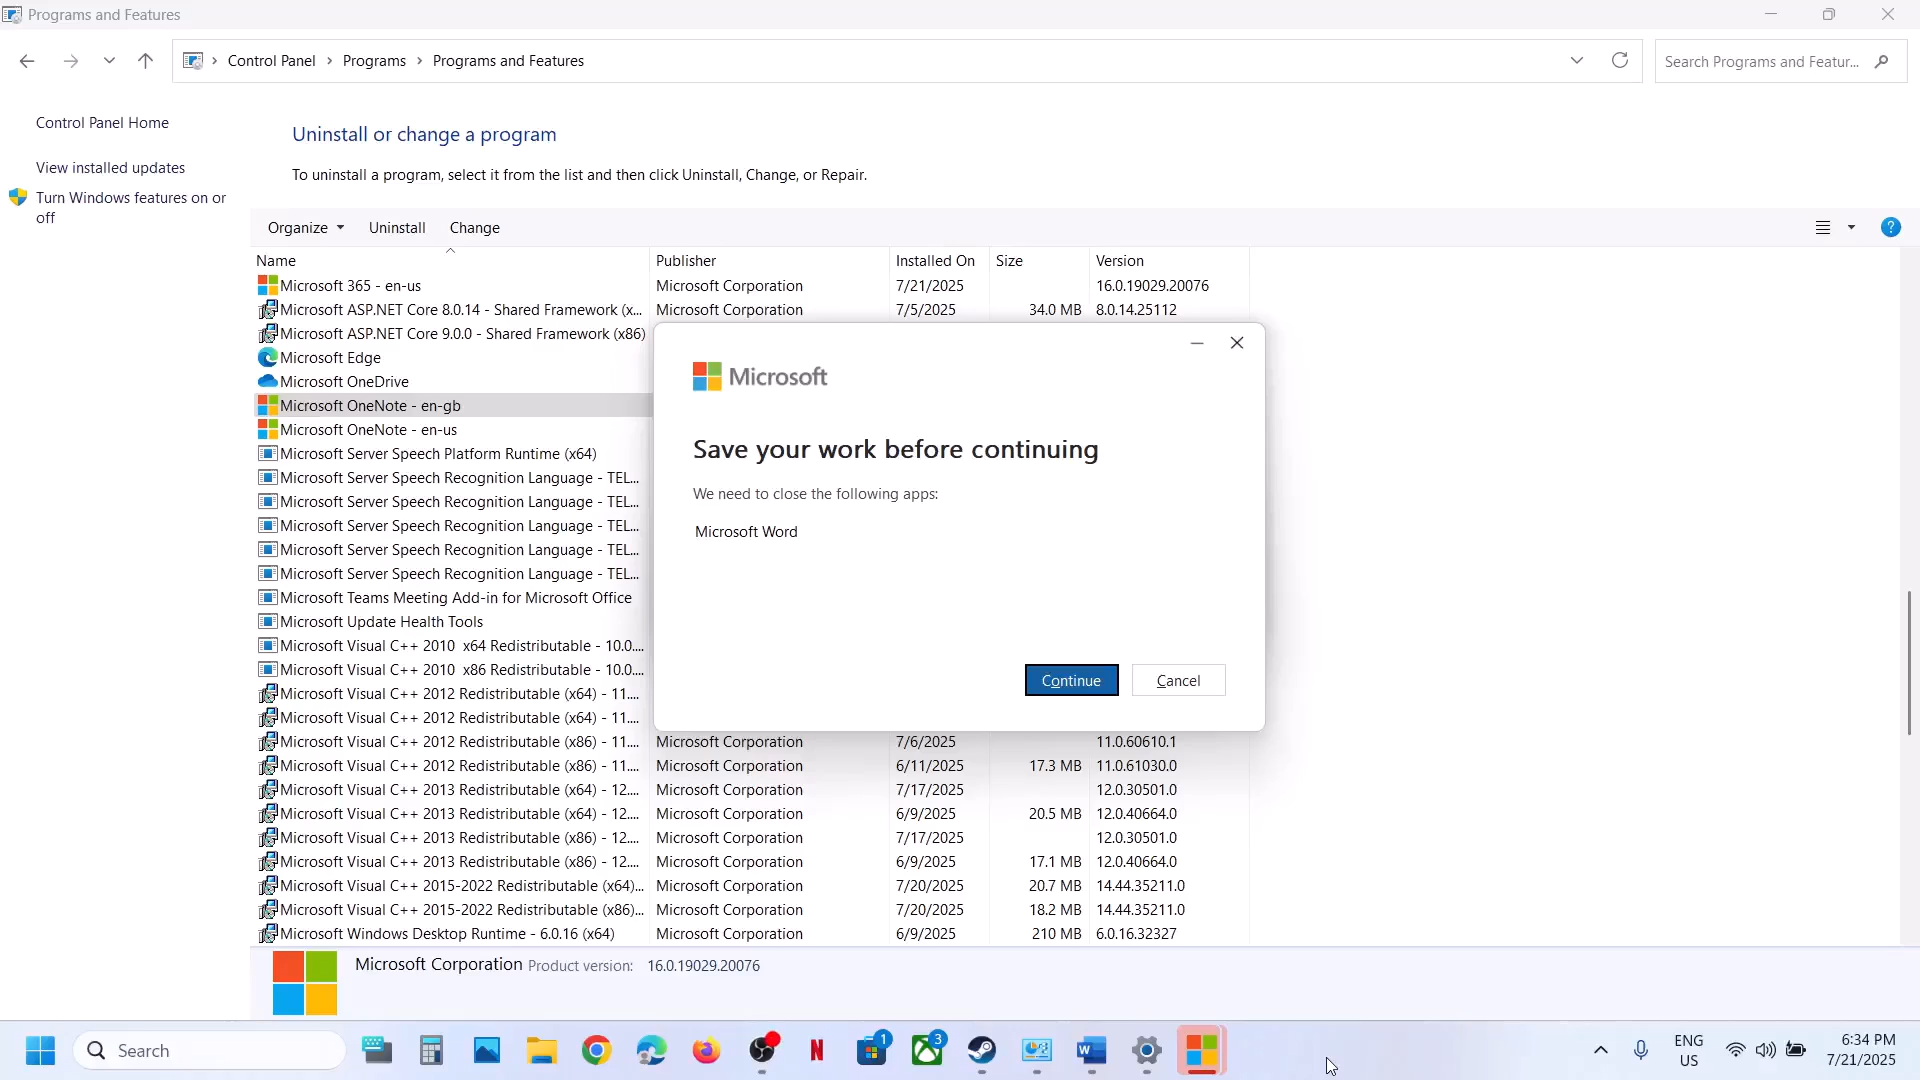 Programs and Features
Control Panel > Programs > Programs and Features
Search Programs and Featur...
Control Panel Home
View installed updates
Turn Windows features on or
off
Uninstall or change a program
To uninstall a program, select it from the list and then click Uninstall, Change, or Repair.
Organize Uninstall Change
Name Publisher Installed On Size Version
Microsoft 365 - en-us Microsoft Corporation 7/21/2025 16.0.19029.20076
Microsoft ASP.NET Core 8.0.14 - Shared Framework (x... Microsoft Corporation 7/5/2025 34.0 MB 8.0.14.25112
Microsoft ASP.NET Core 9.0.0 - Shared Framework (x86)
Microsoft Edge
Microsoft OneDrive
Microsoft OneNote - en-gb
Microsoft OneNote - en-us
Microsoft Server Speech Platform Runtime (x64)
Microsoft Server Speech Recognition Language - TEL...
Microsoft Server Speech Recognition Language - TEL...
Microsoft Server Speech Recognition Language - TEL...
Microsoft Server Speech Recognition Language - TEL...
Microsoft Server Speech Recognition Language - TEL...
Microsoft Teams Meeting Add-in for Microsoft Office
Microsoft Update Health Tools
Microsoft Visual C++ 2010 x64 Redistributable - 10.0....
Microsoft Visual C++ 2010 x86 Redistributable - 10.0....
Microsoft Visual C++ 2012 Redistributable (x64) - 11....
Microsoft Visual C++ 2012 Redistributable (x64) - 11....
Microsoft Visual C++ 2012 Redistributable (x86) - 11.... Microsoft Corporation 7/6/2025 11.0.60610.1
Microsoft Visual C++ 2012 Redistributable (x86) - 11.... Microsoft Corporation 6/11/2025 17.3 MB 11.0.61030.0
Microsoft Visual C++ 2013 Redistributable (x64) - 12.... Microsoft Corporation 7/17/2025 12.0.30501.0
Microsoft Visual C++ 2013 Redistributable (x64) - 12.... Microsoft Corporation 6/9/2025 20.5 MB 12.0.40664.0
Microsoft Visual C++ 2013 Redistributable (x86) - 12.... Microsoft Corporation 7/17/2025 12.0.30501.0
Microsoft Visual C++ 2013 Redistributable (x86) - 12.... Microsoft Corporation 6/9/2025 17.1 MB 12.0.40664.0
Microsoft Visual C++ 2015-2022 Redistributable (x64)... Microsoft Corporation 7/20/2025 20.7 MB 14.44.35211.0
Microsoft Visual C++ 2015-2022 Redistributable (x86)... Microsoft Corporation 7/20/2025 18.2 MB 14.44.35211.0
Microsoft Windows Desktop Runtime - 6.0.16 (x64) Microsoft Corporation 6/9/2025 210 MB 6.0.16.32327
Microsoft
Save your work before continuing
We need to close the following apps:
Microsoft Word
Continue Cancel
Microsoft Corporation Product version: 16.0.19029.20076
Search
1
3
ENG
US
6:34 PM
7/21/2025